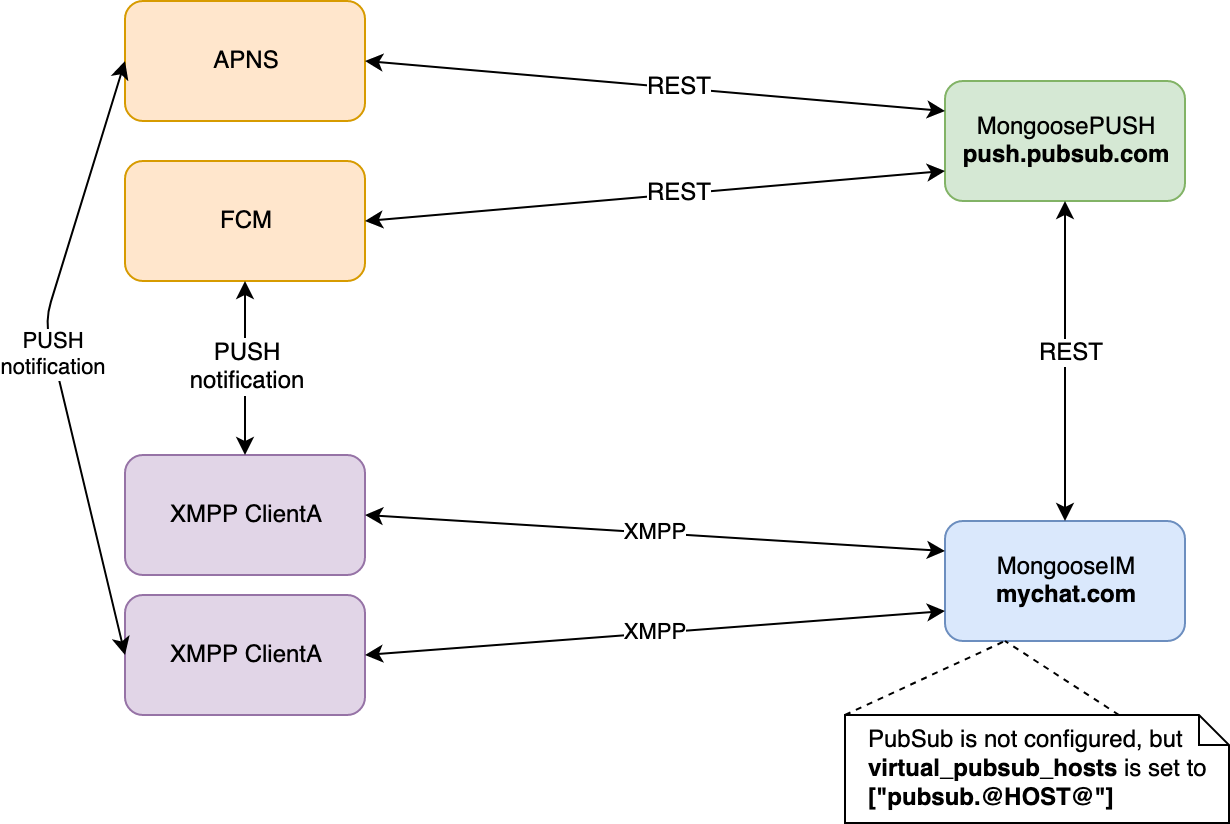 APNS
REST
MongoosePUSH
push.pubsub.com
FCM
REST
PUSH
notification
PUSH
notification
REST
XMPP ClientA
XMPP
MongooseIM
mychat.com
XMPP ClientA
XMPP
PubSub is not configured, but
virtual_pubsub_hosts is set to
["pubsub.@HOST@"]